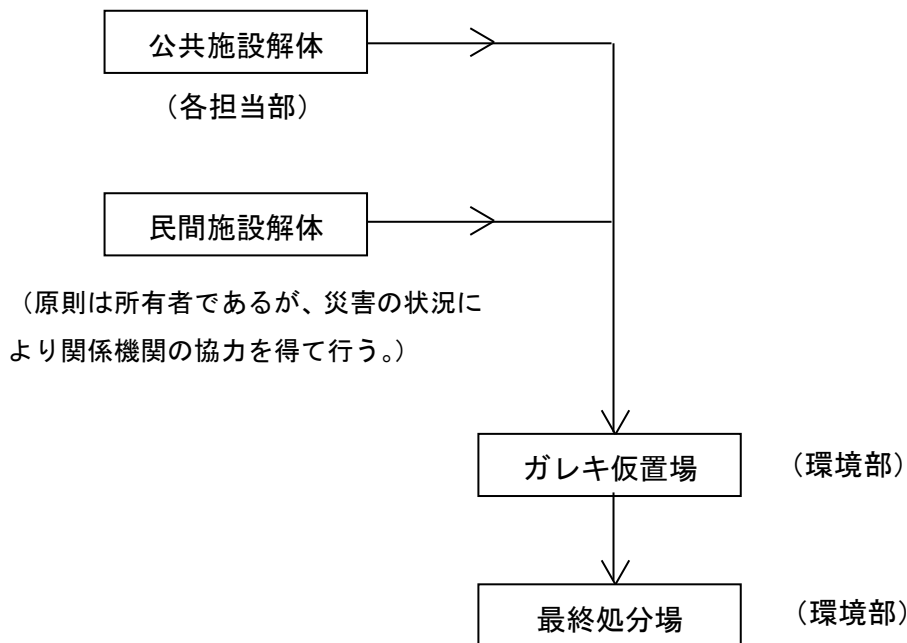 公共施設解体
（各担当部）
民間施設解体
（原則は所有者であるが、災害の状況に
より関係機関の協力を得て行う。）
ガレキ仮置場
（環境部）
最終処分場
（環境部）